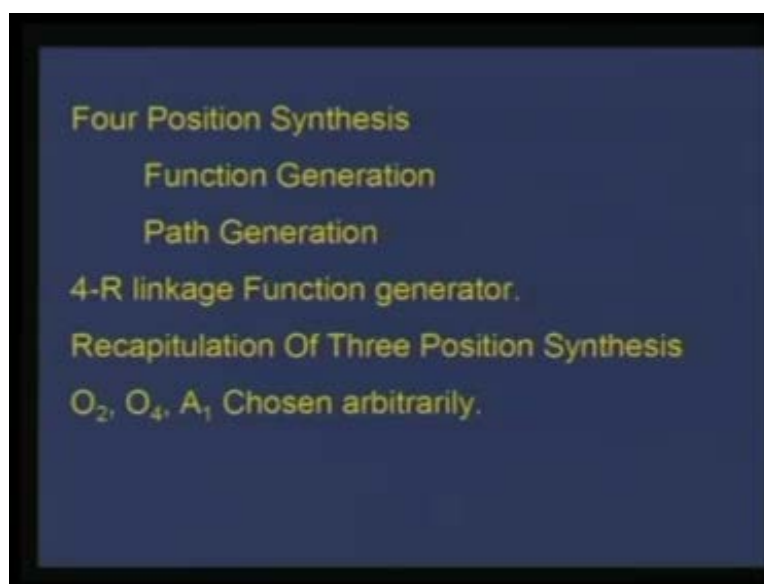 Four Position Synthesis
Function Generation
Path Generation
4-R linkage Function generator.
Recapitulation Of Three Position Synthesis
O₂, O₄, A₁ Chosen arbitrarily.